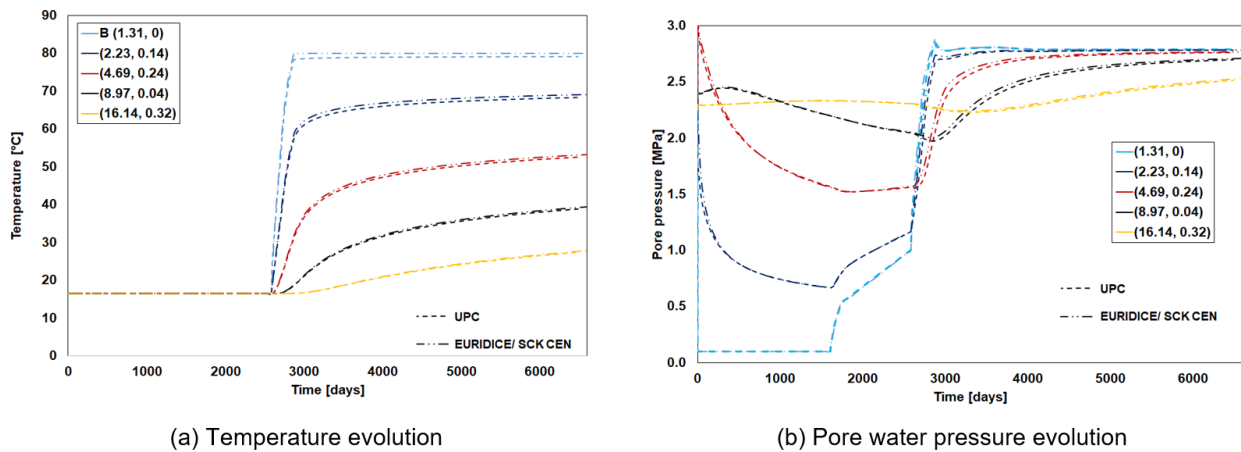 90
80
70
60
50
40
30
20
10
0
Temperature [°C]
B (1.31, 0)
(2.23, 0.14)
(4.69, 0.24)
(8.97, 0.04)
(16.14, 0.32)
UPC
EURIDICE/ SCK CEN
0 1000 2000 3000 4000 5000 6000
Time [days]
(a) Temperature evolution
3.0
2.5
2.0
1.5
1.0
0.5
0.0
Pore pressure [MPa]
(1.31, 0)
(2.23, 0.14)
(4.69, 0.24)
(8.97, 0.04)
(16.14, 0.32)
UPC
EURIDICE/ SCK CEN
0 1000 2000 3000 4000 5000 6000
Time [days]
(b) Pore water pressure evolution